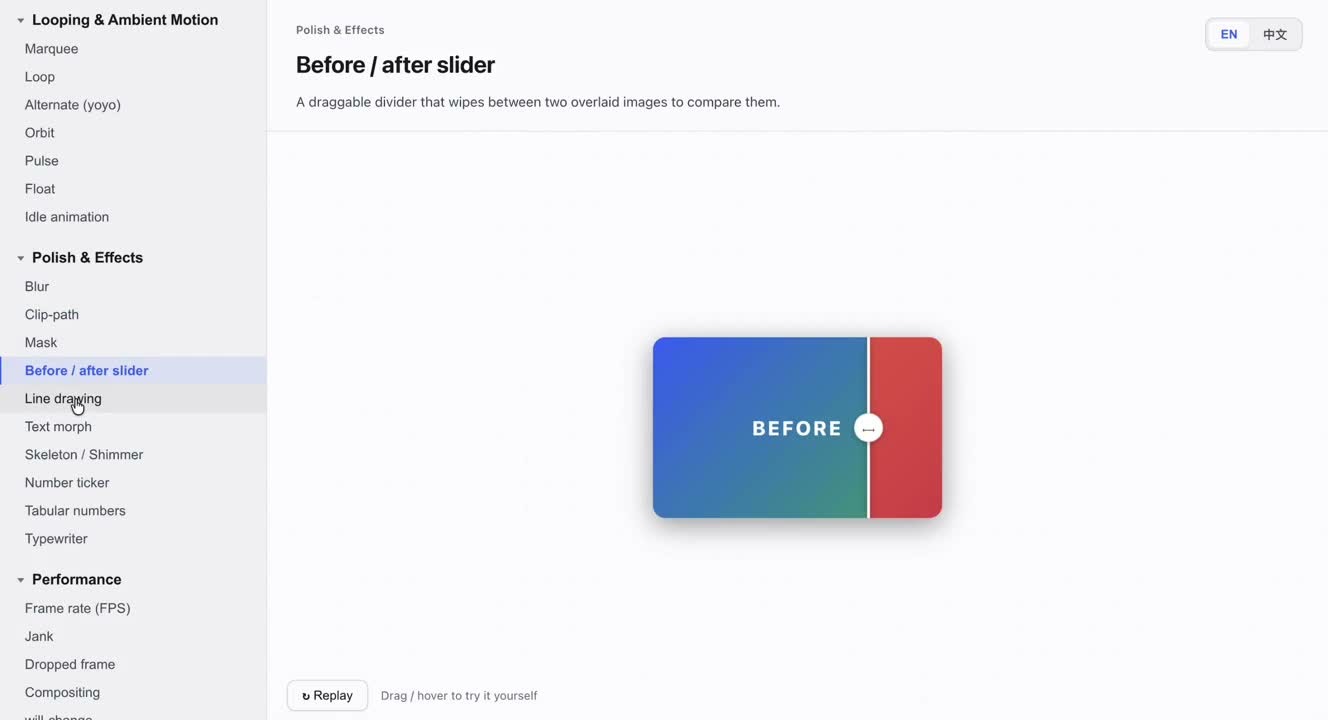 Looping & Ambient Motion
Marquee
Loop
Alternate (yoyo)
Orbit
Pulse
Float
Idle animation
Polish & Effects
Blur
Clip-path
Mask
Before / after slider
Line drawing
Text morph
Skeleton / Shimmer
Number ticker
Tabular numbers
Typewriter
Performance
Frame rate (FPS)
Jank
Dropped frame
Compositing
will-change
Polish & Effects
EN 中文
Before / after slider
A draggable divider that wipes between two overlaid images to compare them.
BEFORE
↻ Replay
Drag / hover to try it yourself